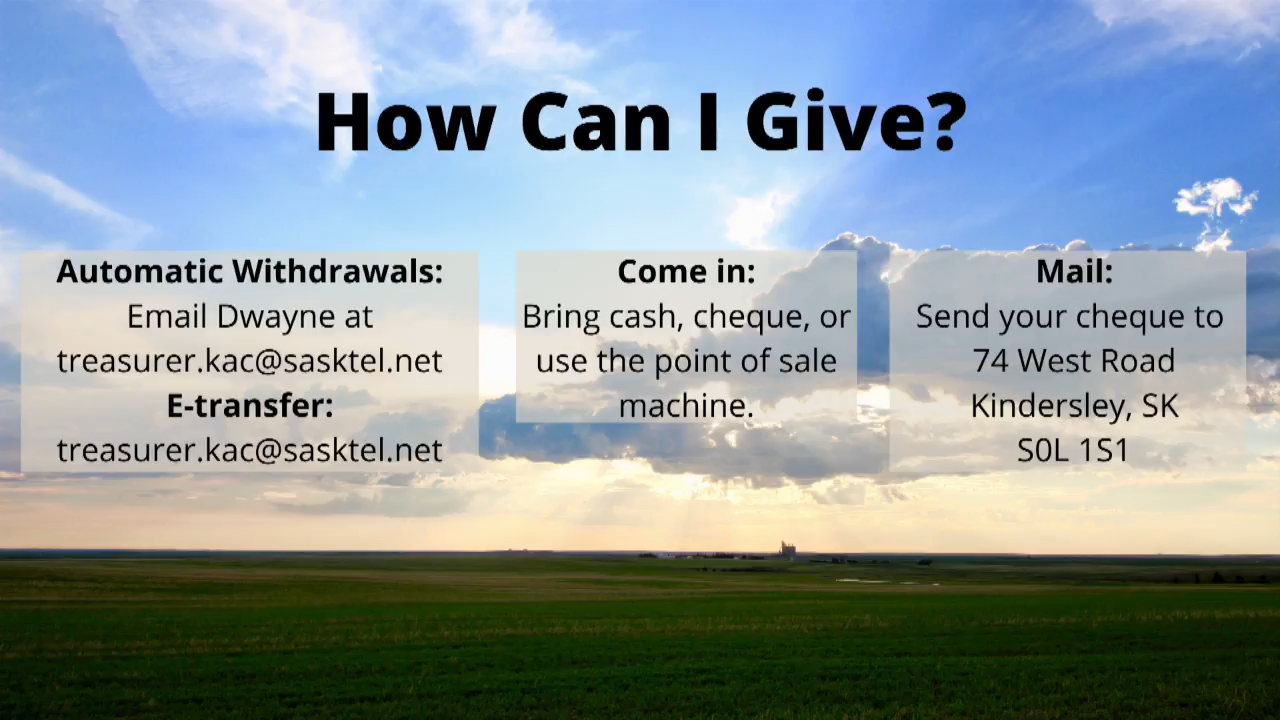 How Can I Give?
Automatic Withdrawals:
Email Dwayne at
treasurer.kac@sasktel.net
E-transfer:
treasurer.kac@sasktel.net
Come in:
Bring cash, cheque, or
use the point of sale
machine.
Mail:
Send your cheque to
74 West Road
Kindersley, SK
S0L 1S1